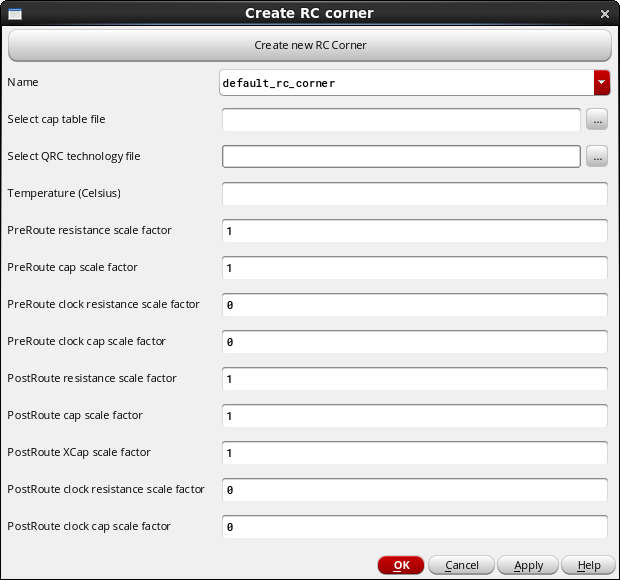 Create RC corner
Create new RC Corner
Name default_rc_corner
Select cap table file ...
Select QRC technology file ...
Temperature (Celsius)
PreRoute resistance scale factor 1
PreRoute cap scale factor 1
PreRoute clock resistance scale factor 0
PreRoute clock cap scale factor 0
PostRoute resistance scale factor 1
PostRoute cap scale factor 1
PostRoute XCap scale factor 1
PostRoute clock resistance scale factor 0
PostRoute clock cap scale factor 0
OK Cancel Apply Help